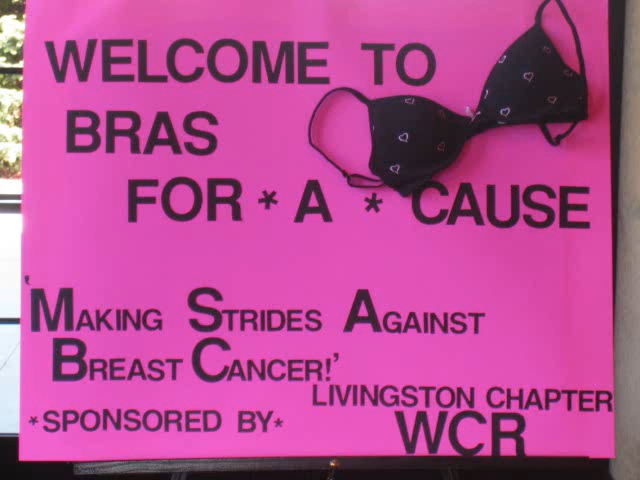 WELCOME TO
BRAS
FOR * A * CAUSE
'MAKING STRIDES AGAINST
BREAST CANCER!'
LIVINGSTON CHAPTER
*SPONSORED BY* WCR